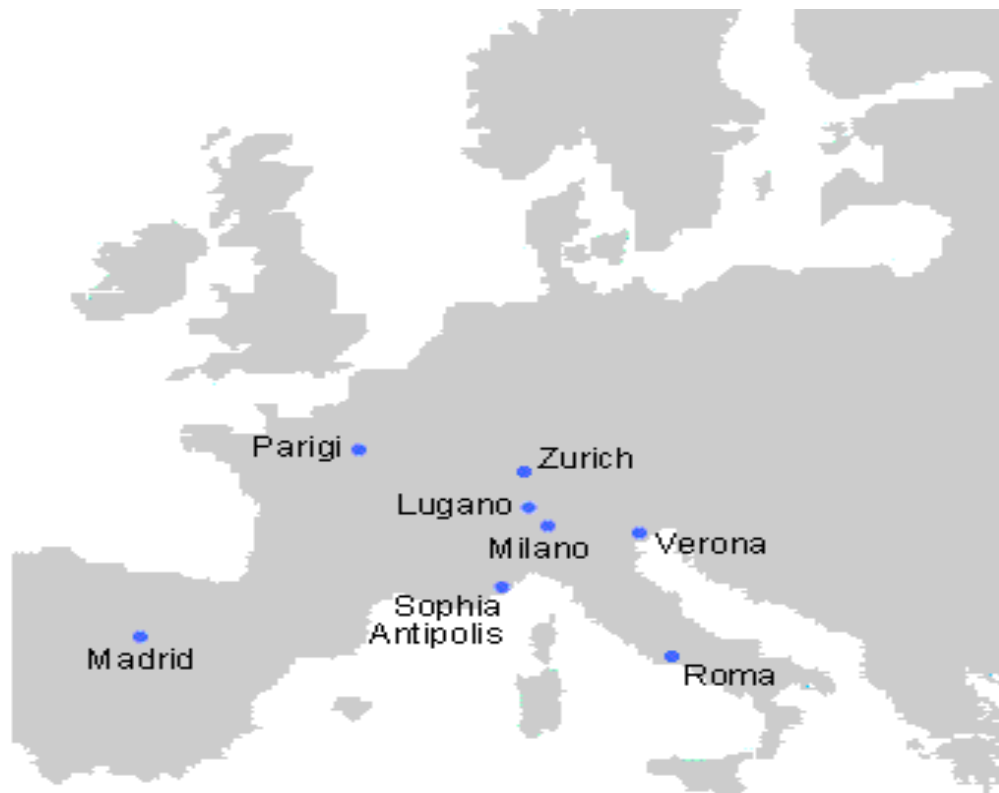 Parigi
Zurich
Lugano
Milano
Verona
Sophia
Antipolis
Madrid
Roma